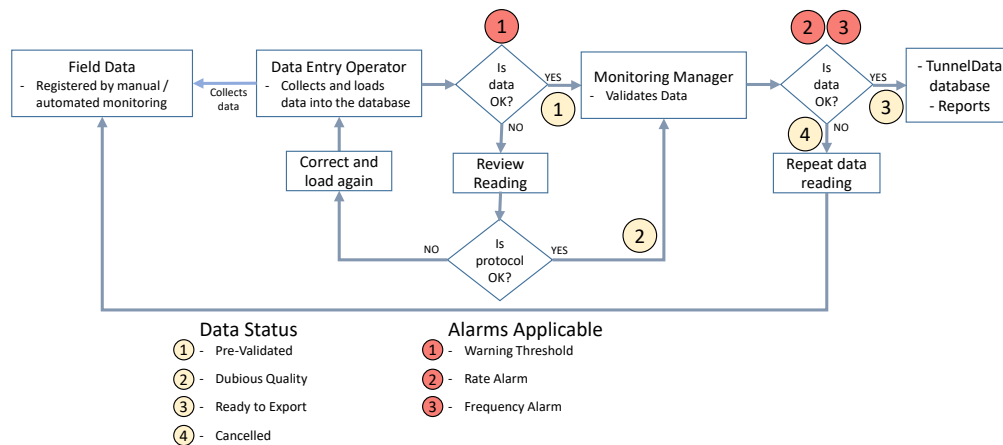 1
2
3
Field Data
- Registered by manual /
automated monitoring
Collects
data
Data Entry Operator
- Collects and loads
data into the database
Is
data
OK?
YES
1
NO
Monitoring Manager
- Validates Data
Is
data
OK?
YES
3
4
NO
- TunnelData
database
- Reports
Correct and
load again
Review
Reading
Repeat data
reading
NO
Is
protocol
OK?
YES
2
Data Status
1 - Pre-Validated
2 - Dubious Quality
3 - Ready to Export
4 - Cancelled
Alarms Applicable
1 - Warning Threshold
2 - Rate Alarm
3 - Frequency Alarm